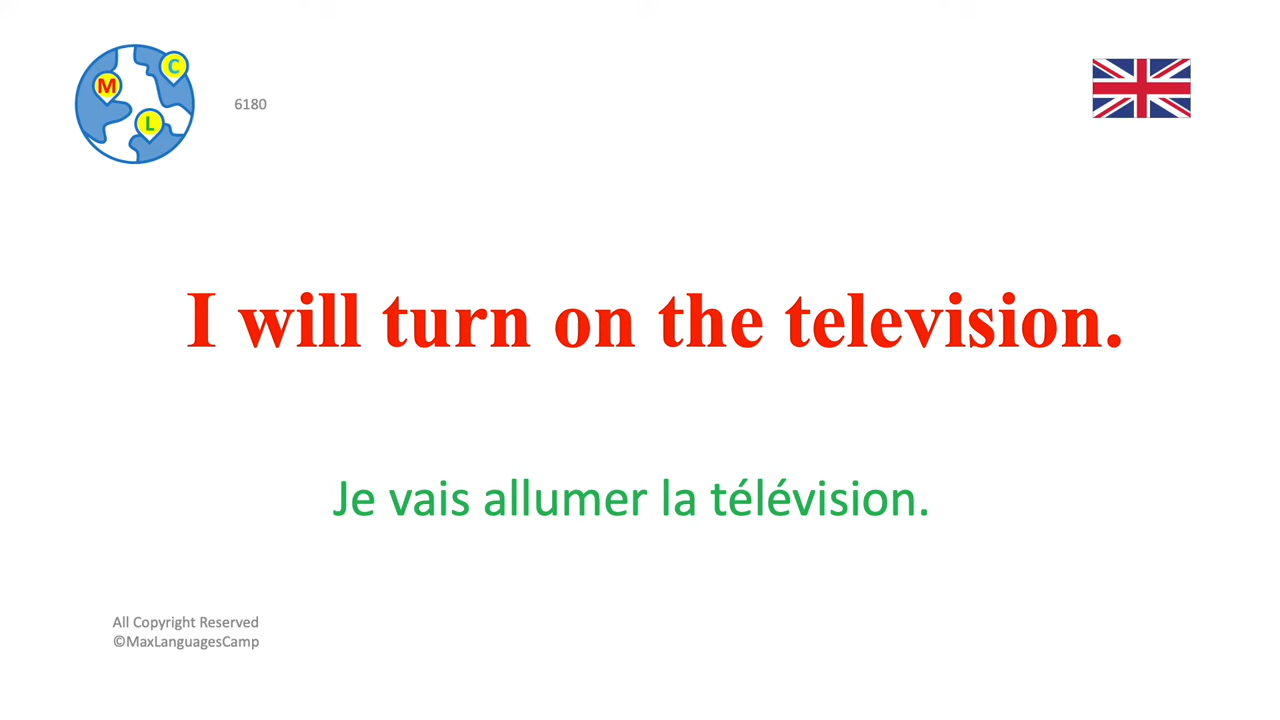 M
C
L
6180
I will turn on the television.
Je vais allumer la télévision.
All Copyright Reserved
©MaxLanguagesCamp